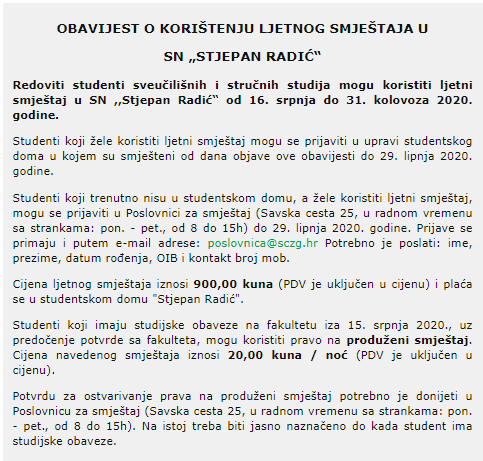 OBAVIJEST O KORIŠTENJU LJETNOG SMJEŠTAJA U
SN „STJEPAN RADIĆ“
Redoviti studenti sveučilišnih i stručnih studija mogu koristiti ljetni
smještaj u SN ,,Stjepan Radić“ od 16. srpnja do 31. kolovoza 2020.
godine.
Studenti koji žele koristiti ljetni smještaj mogu se prijaviti u upravi studentskog
doma u kojem su smješteni od dana objave ove obavijesti do 29. lipnja 2020.
godine.
Studenti koji trenutno nisu u studentskom domu, a žele koristiti ljetni smještaj,
mogu se prijaviti u Poslovnici za smještaj (Savska cesta 25, u radnom vremenu
sa strankama: pon. - pet., od 8 do 15h) do 29. lipnja 2020. godine. Prijave se
primaju i putem e-mail adrese: poslovnica@sczg.hr Potrebno je poslati: ime,
prezime, datum rođenja, OIB i kontakt broj mob.
Cijena ljetnog smještaja iznosi 900,00 kuna (PDV je uključen u cijenu) i plaća
se u studentskom domu "Stjepan Radić".
Studenti koji imaju studijske obaveze na fakultetu iza 15. srpnja 2020., uz
predočenje potvrde sa fakulteta, mogu koristiti pravo na produženi smještaj.
Cijena navedenog smještaja iznosi 20,00 kuna / noć (PDV je uključen u
cijenu).
Potvrdu za ostvarivanje prava na produženi smještaj potrebno je donijeti u
Poslovnicu za smještaj (Savska cesta 25, u radnom vremenu sa strankama: pon.
- pet., od 8 do 15h). Na istoj treba biti jasno naznačeno do kada student ima
studijske obaveze.